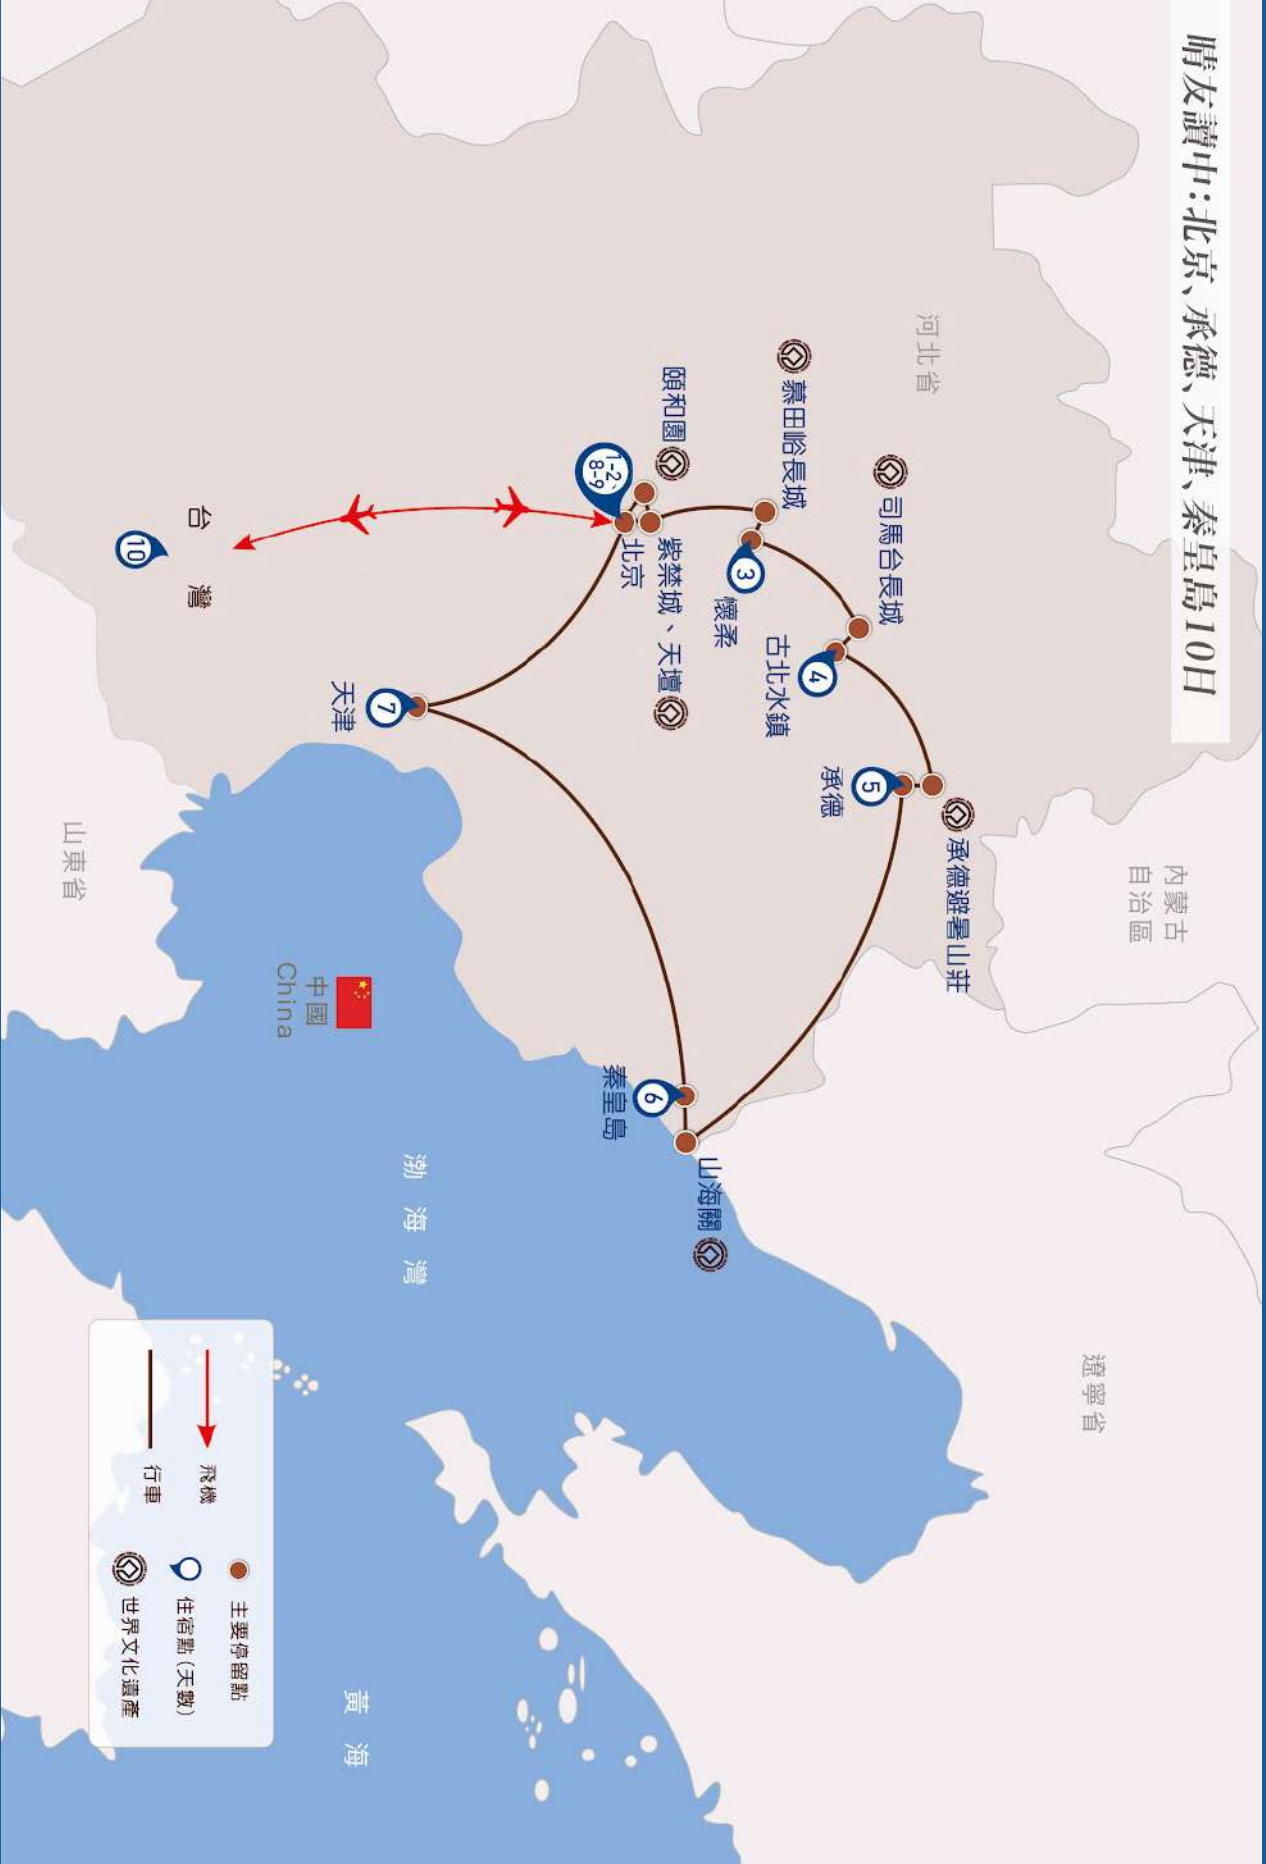 晴友讀中：北京、承德、天津、秦皇島10日
內蒙古
自治區
河北省
遼寧省
司馬台長城
承德避暑山莊
慕田峪長城
承德
5
古北水鎮
4
懷柔
3
頤和園
紫禁城、天壇
北京
1-2、
8-9
山海關
秦皇島
6
天津
7
中國
China
渤海灣
黃海
台灣
10
山東省
飛機
行車
主要停留點
住宿點(天數)
世界文化遺產